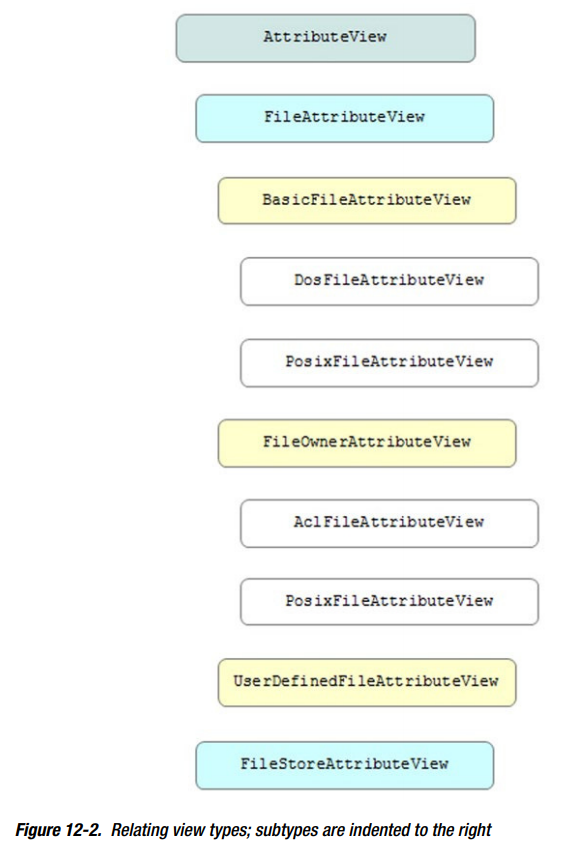 AttributeView
FileAttributeView
BasicFileAttributeView
DosFileAttributeView
PosixFileAttributeView
FileOwnerAttributeView
AclFileAttributeView
PosixFileAttributeView
UserDefinedFileAttributeView
FileStoreAttributeView
Figure 12-2. Relating view types; subtypes are indented to the right